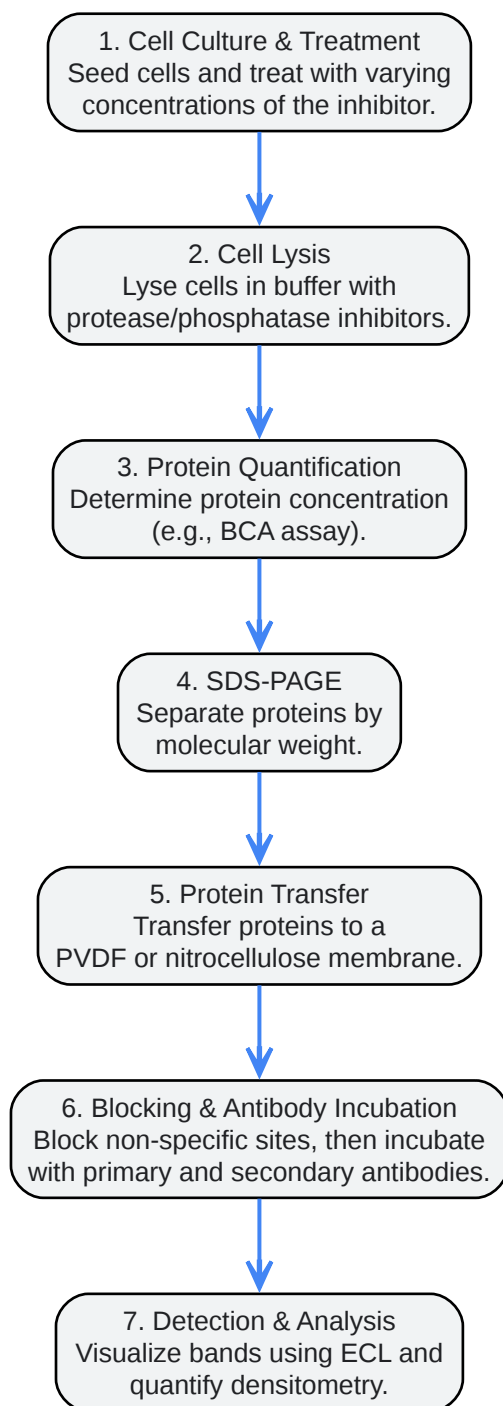 1. Cell Culture & Treatment
Seed cells and treat with varying
concentrations of the inhibitor.
2. Cell Lysis
Lyse cells in buffer with
protease/phosphatase inhibitors.
3. Protein Quantification
Determine protein concentration
(e.g., BCA assay).
4. SDS-PAGE
Separate proteins by
molecular weight.
5. Protein Transfer
Transfer proteins to a
PVDF or nitrocellulose membrane.
6. Blocking & Antibody Incubation
Block non-specific sites, then incubate
with primary and secondary antibodies.
7. Detection & Analysis
Visualize bands using ECL and
quantify densitometry.